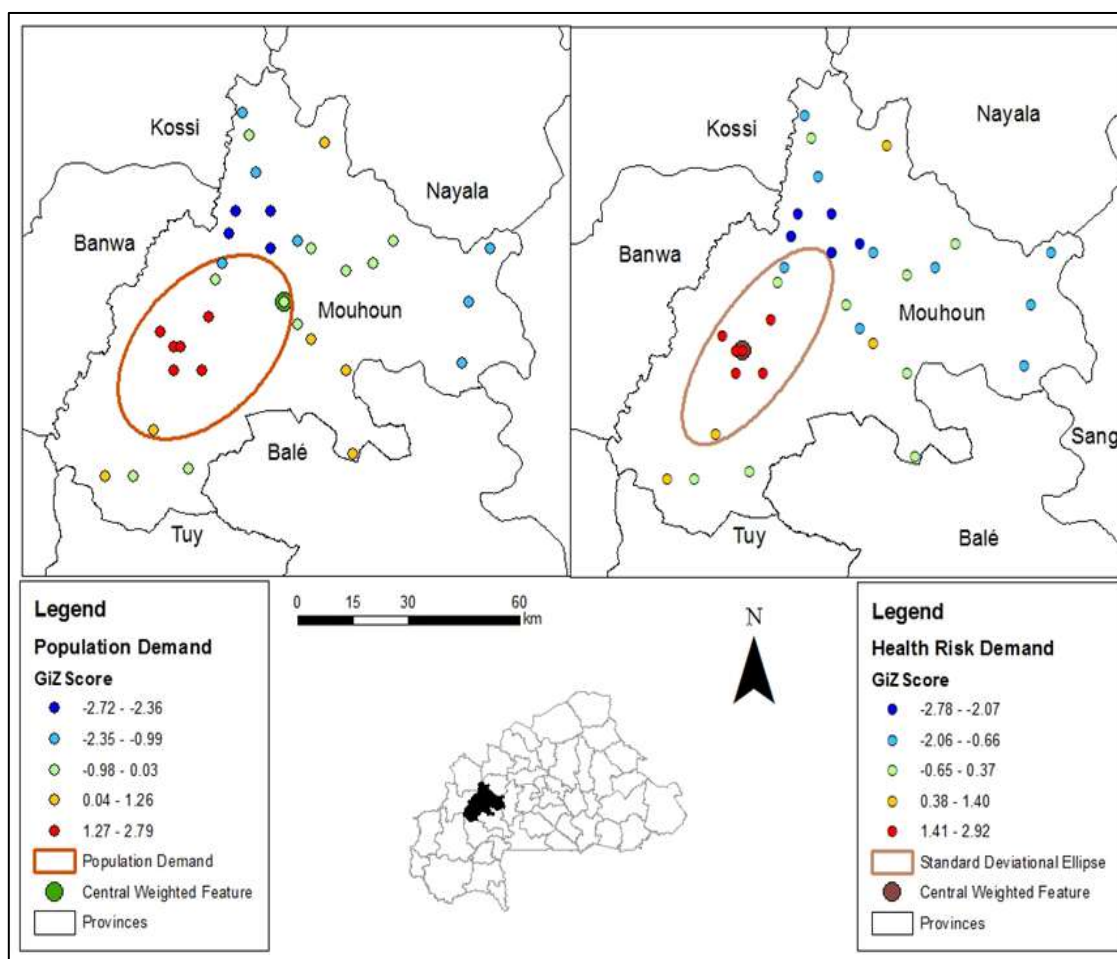 Kossi
Nayala
Banwa
Mouhoun
Balé
Tuy
Kossi
Nayala
Banwa
Mouhoun
Sang
Tuy
Balé
Legend
Population Demand
GiZ Score
-2.72 - -2.36
-2.35 - -0.99
-0.98 - 0.03
0.04 - 1.26
1.27 - 2.79
Population Demand
Central Weighted Feature
Provinces
0 15 30 60
km
N
Legend
Health Risk Demand
GiZ Score
-2.78 - -2.07
-2.06 - -0.66
-0.65 - 0.37
0.38 - 1.40
1.41 - 2.92
Standard Deviational Ellipse
Central Weighted Feature
Provinces